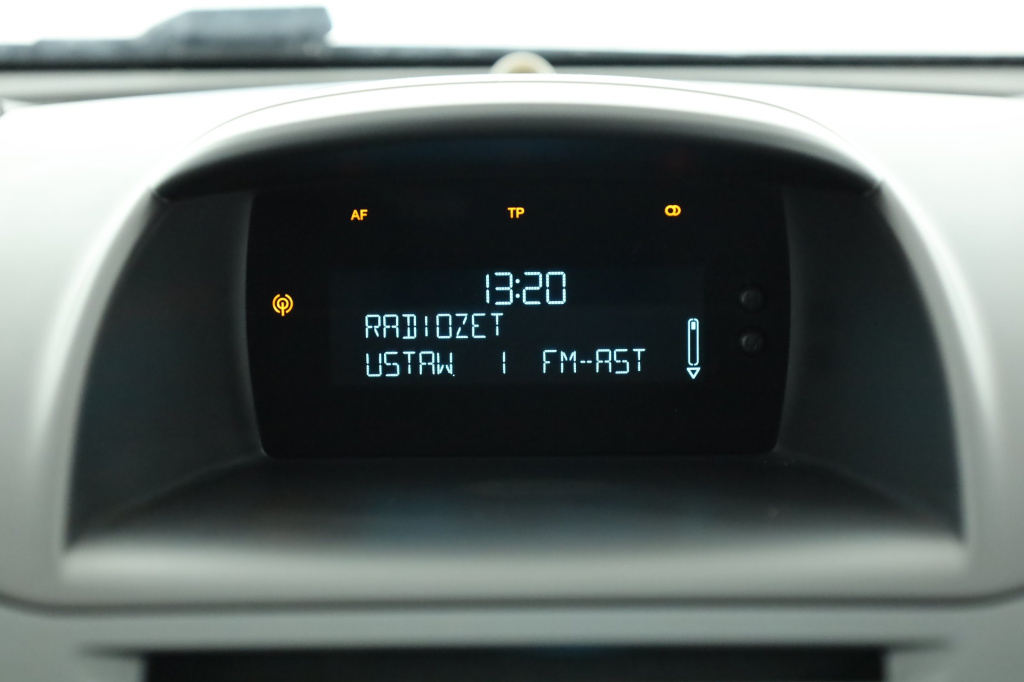 AF TP
13:20
RADIOZET
USTAW. 1 FM-AST